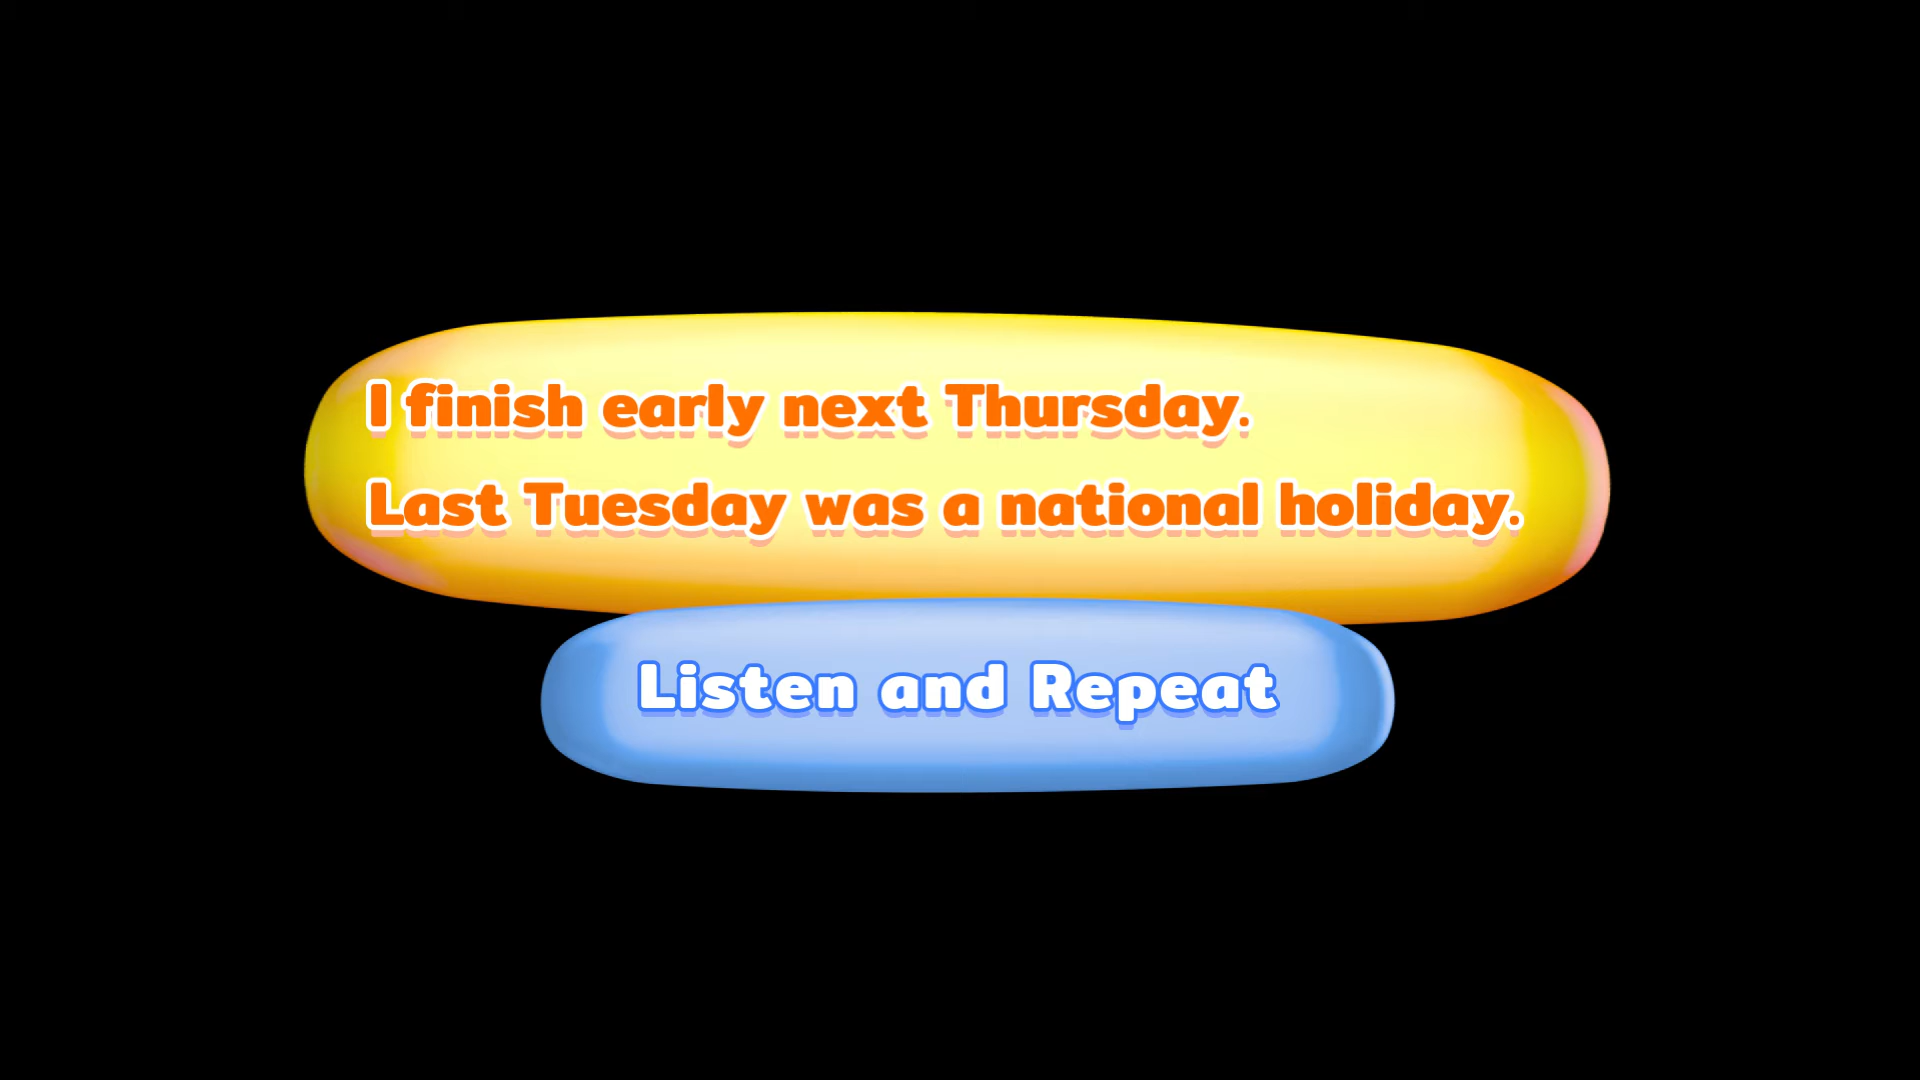 I finish early next Thursday.
Last Tuesday was a national holiday.
Listen and Repeat